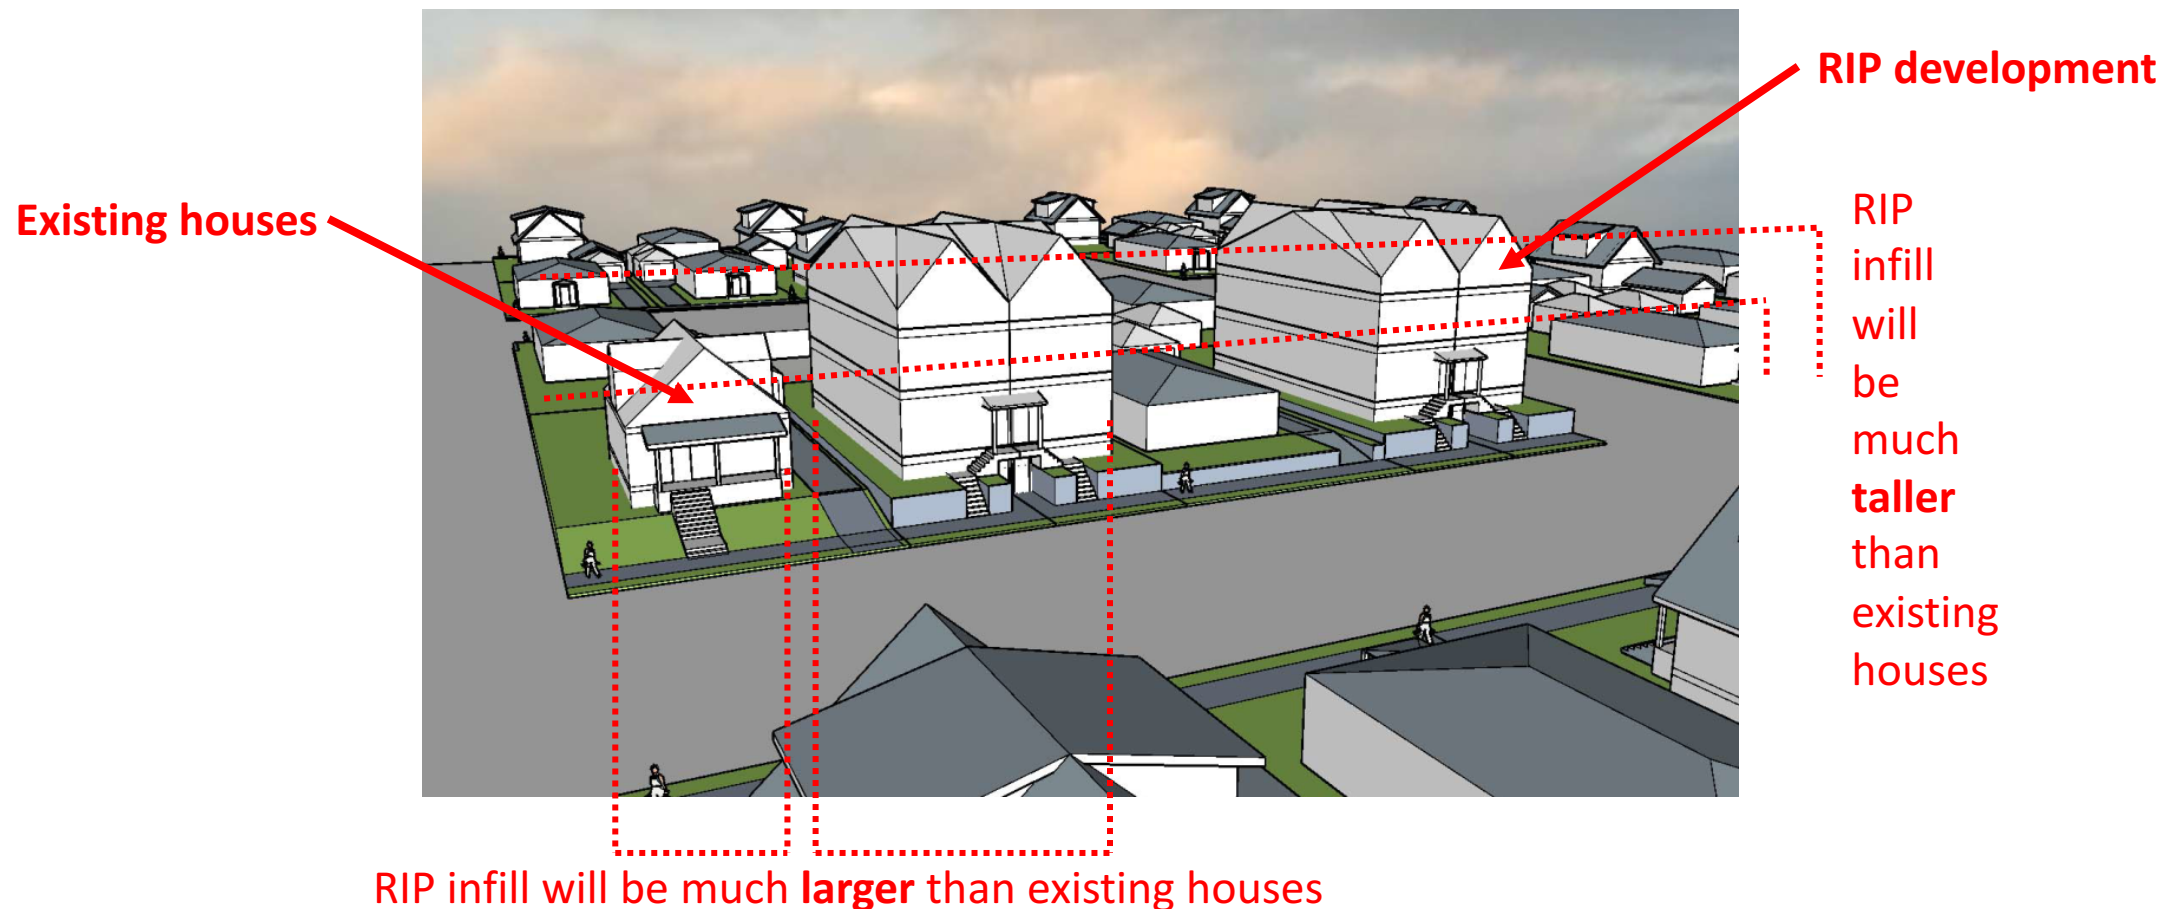 RIP development
Existing houses
RIP
infill
will
be
much
taller
than
existing
houses
RIP infill will be much larger than existing houses